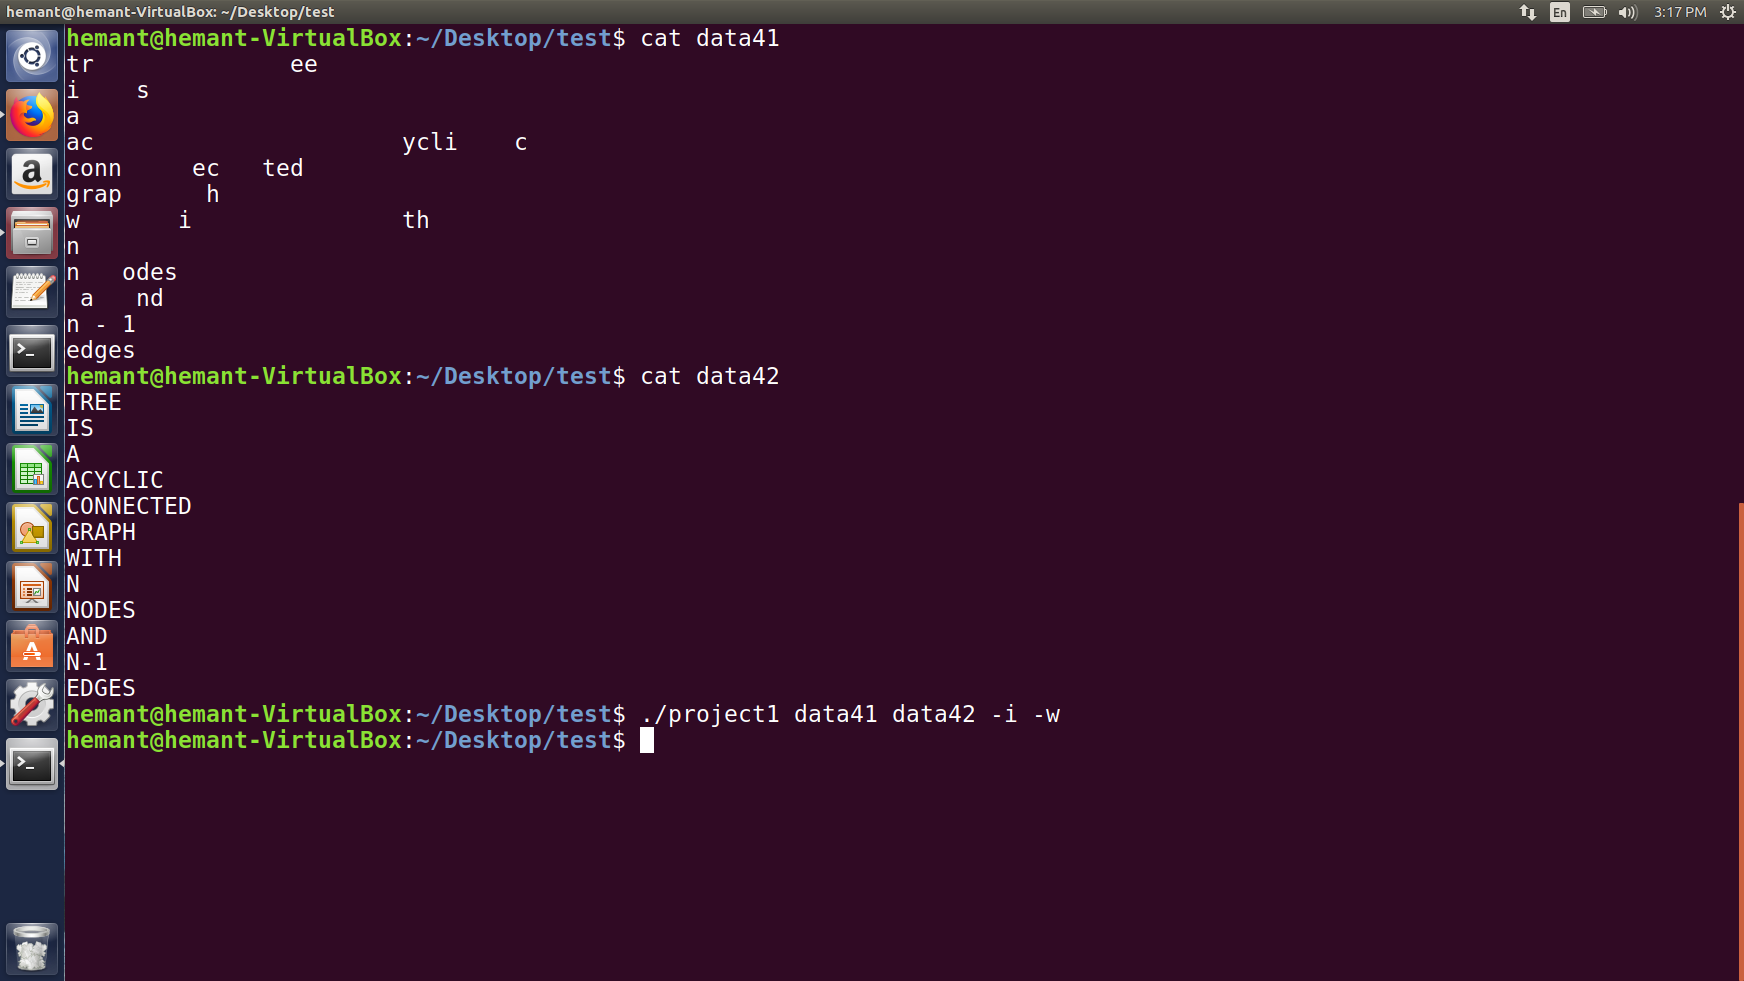 hemant@hemant-VirtualBox: ~/Desktop/test
En
3:17 PM
hemant@hemant-VirtualBox:~/Desktop/test$ cat data41
tr              ee
i    s
a
ac                      ycli    c
conn     ec   ted
grap      h
w       i               th
n
n   odes
 a   nd
n - 1
edges
hemant@hemant-VirtualBox:~/Desktop/test$ cat data42
TREE
IS
A
ACYCLIC
CONNECTED
GRAPH
WITH
N
NODES
AND
N-1
EDGES
hemant@hemant-VirtualBox:~/Desktop/test$ ./project1 data41 data42 -i -w
hemant@hemant-VirtualBox:~/Desktop/test$